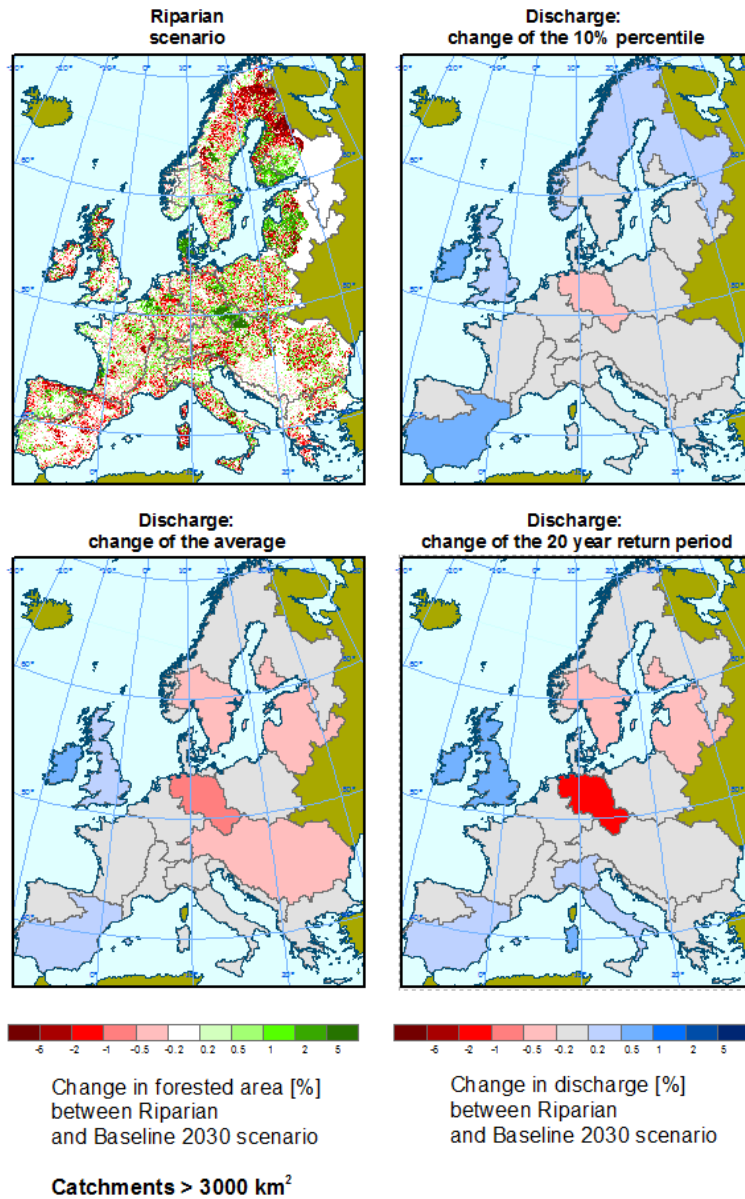 Riparian
scenario
Discharge:
change of the 10% percentile
Discharge:
change of the average
Discharge:
change of the 20 year return period
-5 -2 -1 -0.5 -0.2 0.2 0.5 1 2 5
-5 -2 -1 -0.5 -0.2 0.2 0.5 1 2 5
Change in forested area [%]
between Riparian
and Baseline 2030 scenario
Change in discharge [%]
between Riparian
and Baseline 2030 scenario
Catchments > 3000 km²